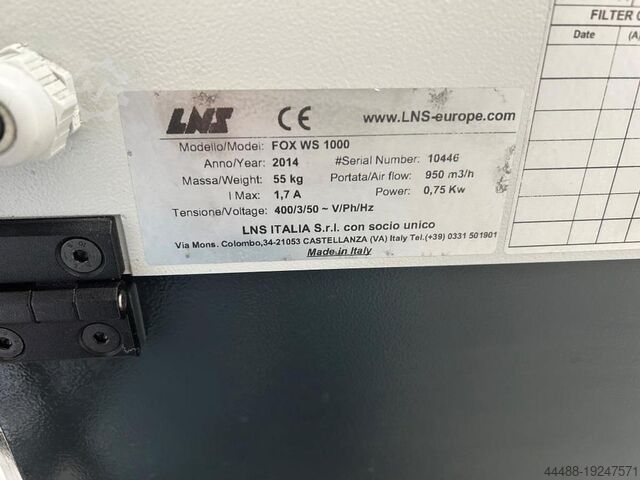 LNS CE www.LNS-europe.com
Modello/Model: FOX WS 1000
Anno/Year: 2014 #Serial Number: 10446
Massa/Weight: 55 kg Portata/Air flow: 950 m3/h
I Max: 1,7 A Power: 0,75 Kw
Tensione/Voltage: 400/3/50 ~ V/Ph/Hz
LNS ITALIA S.r.l. con socio unico
Via Mons. Colombo,34-21053 CASTELLANZA (VA) Italy Tel.(+39) 0331 501901
Made in Italy
FILTER
Date (A)
44488-19247571